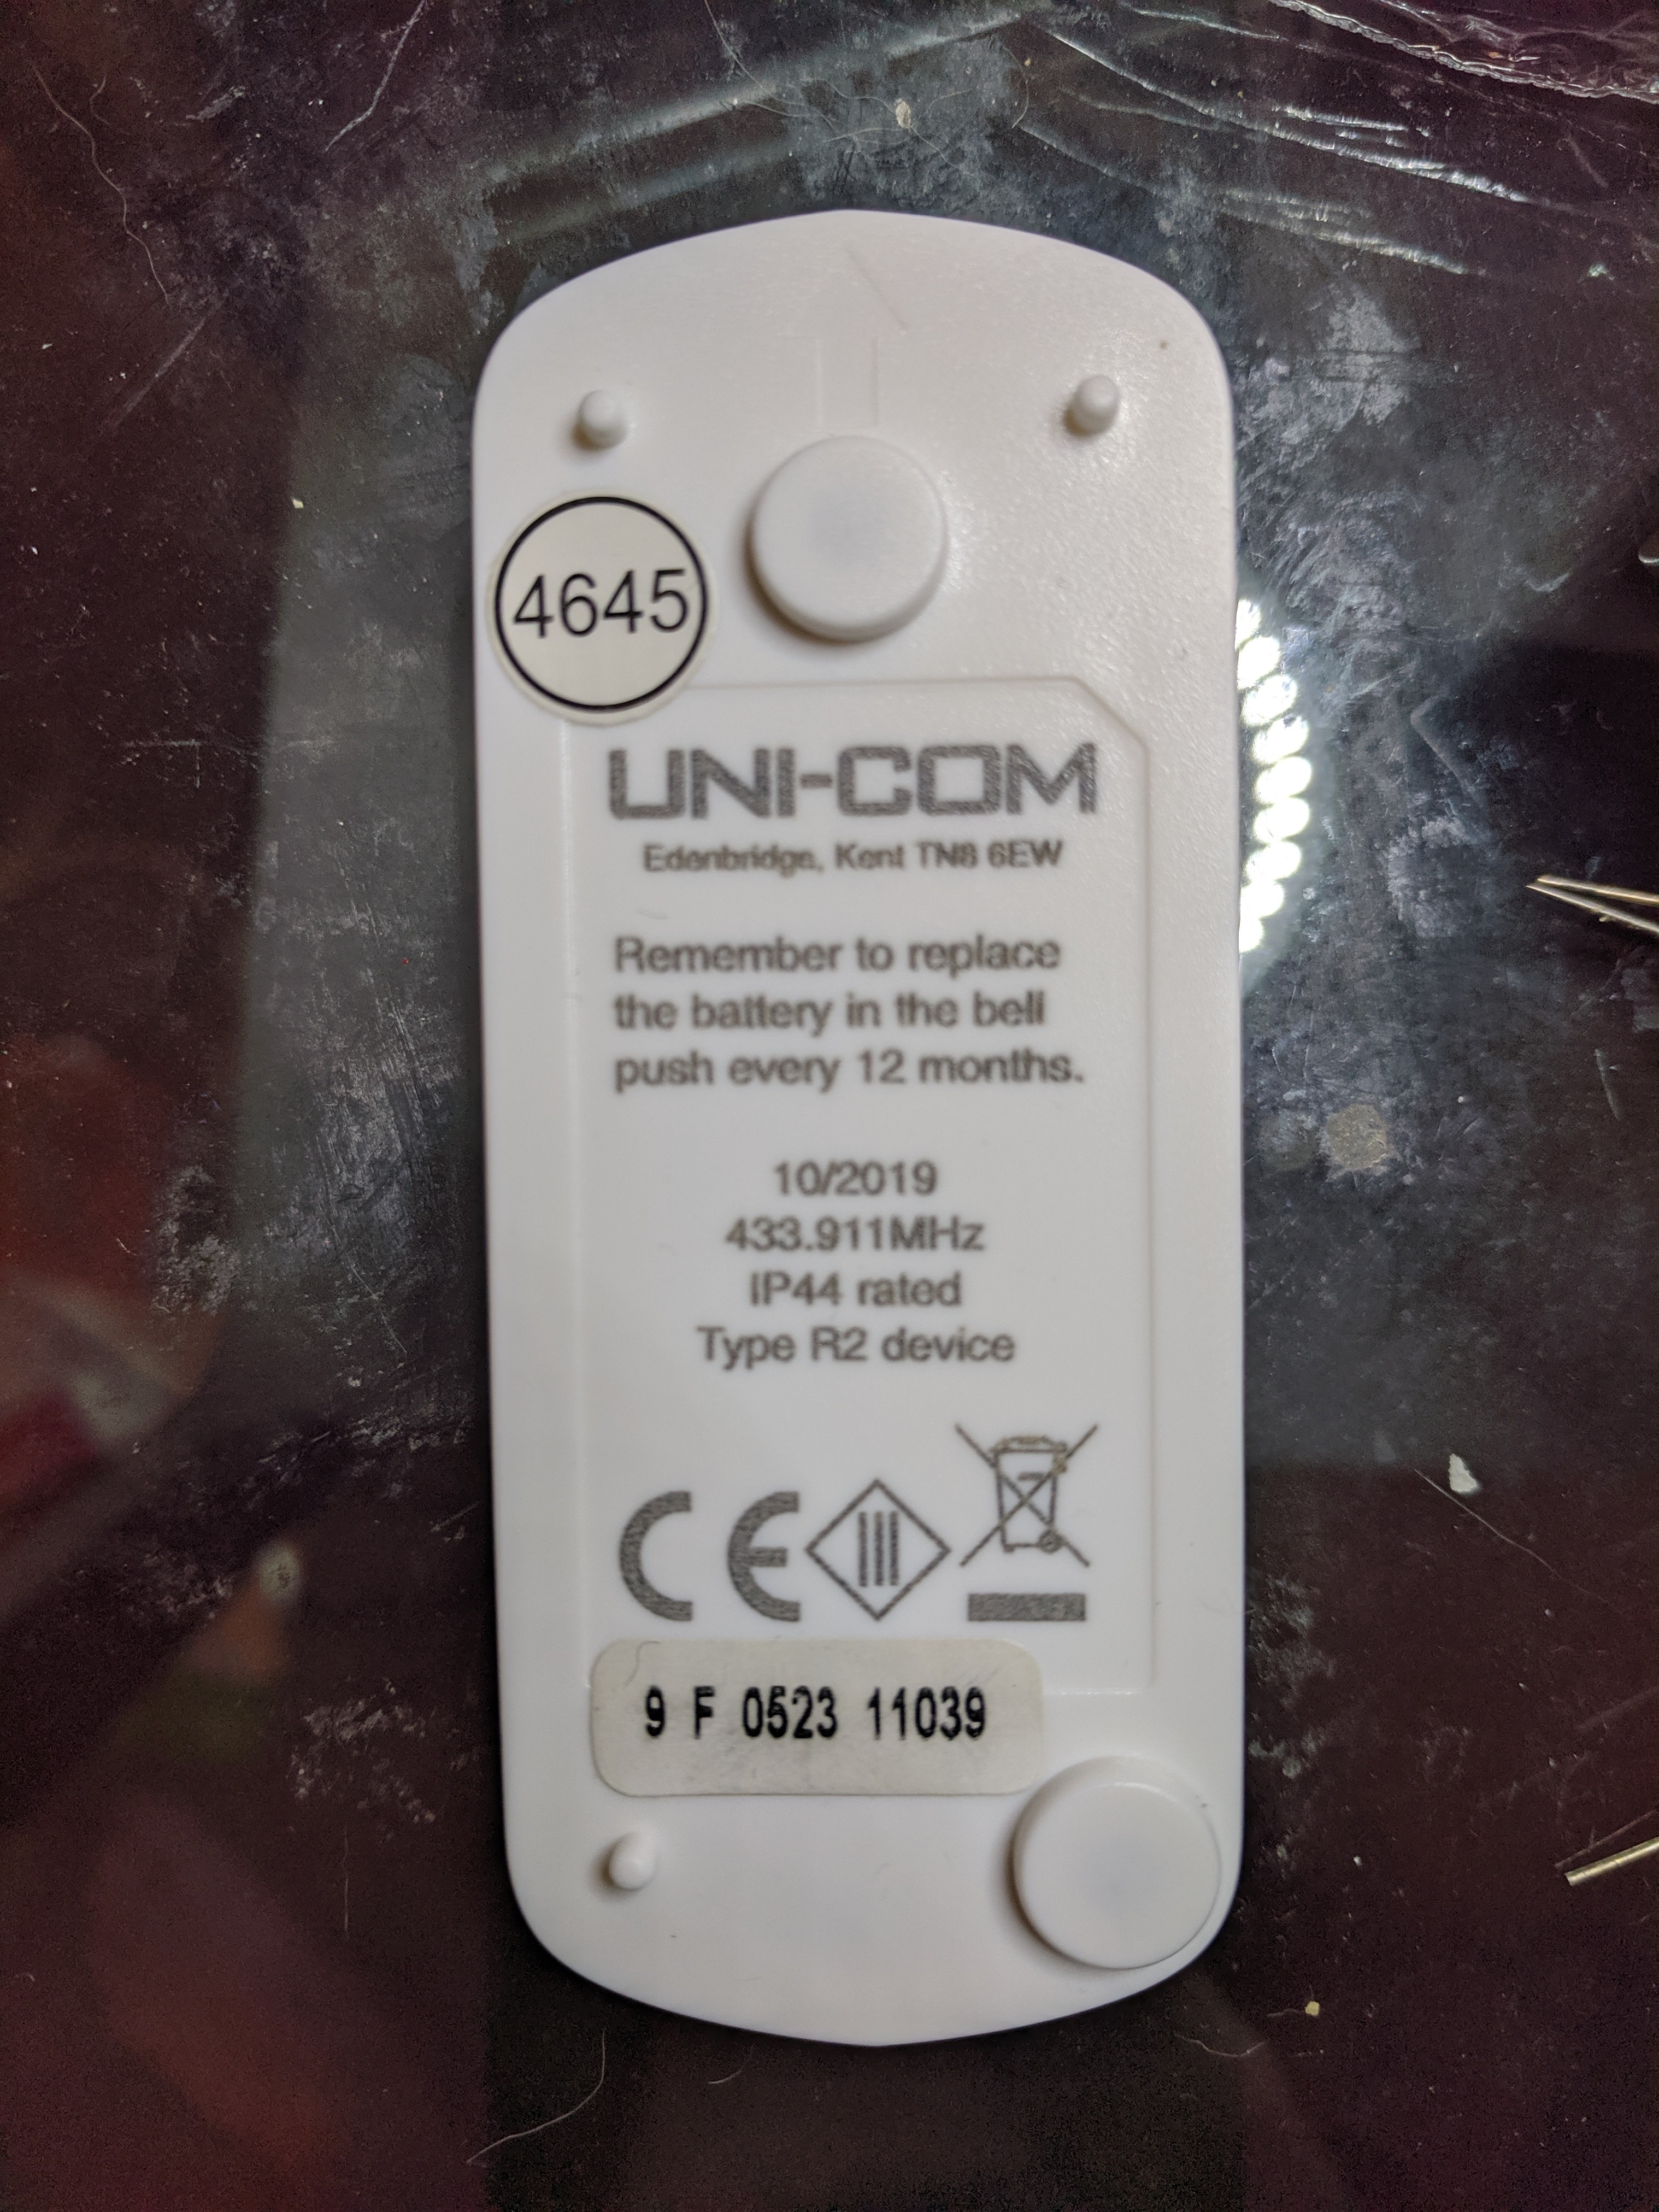 4645
UNI-COM
Edenbridge, Kent TN8 6EW
Remember to replace
the battery in the bell
push every 12 months.
10/2019
433.911MHz
IP44 rated
Type R2 device
CE
III
9 F 0523 11039